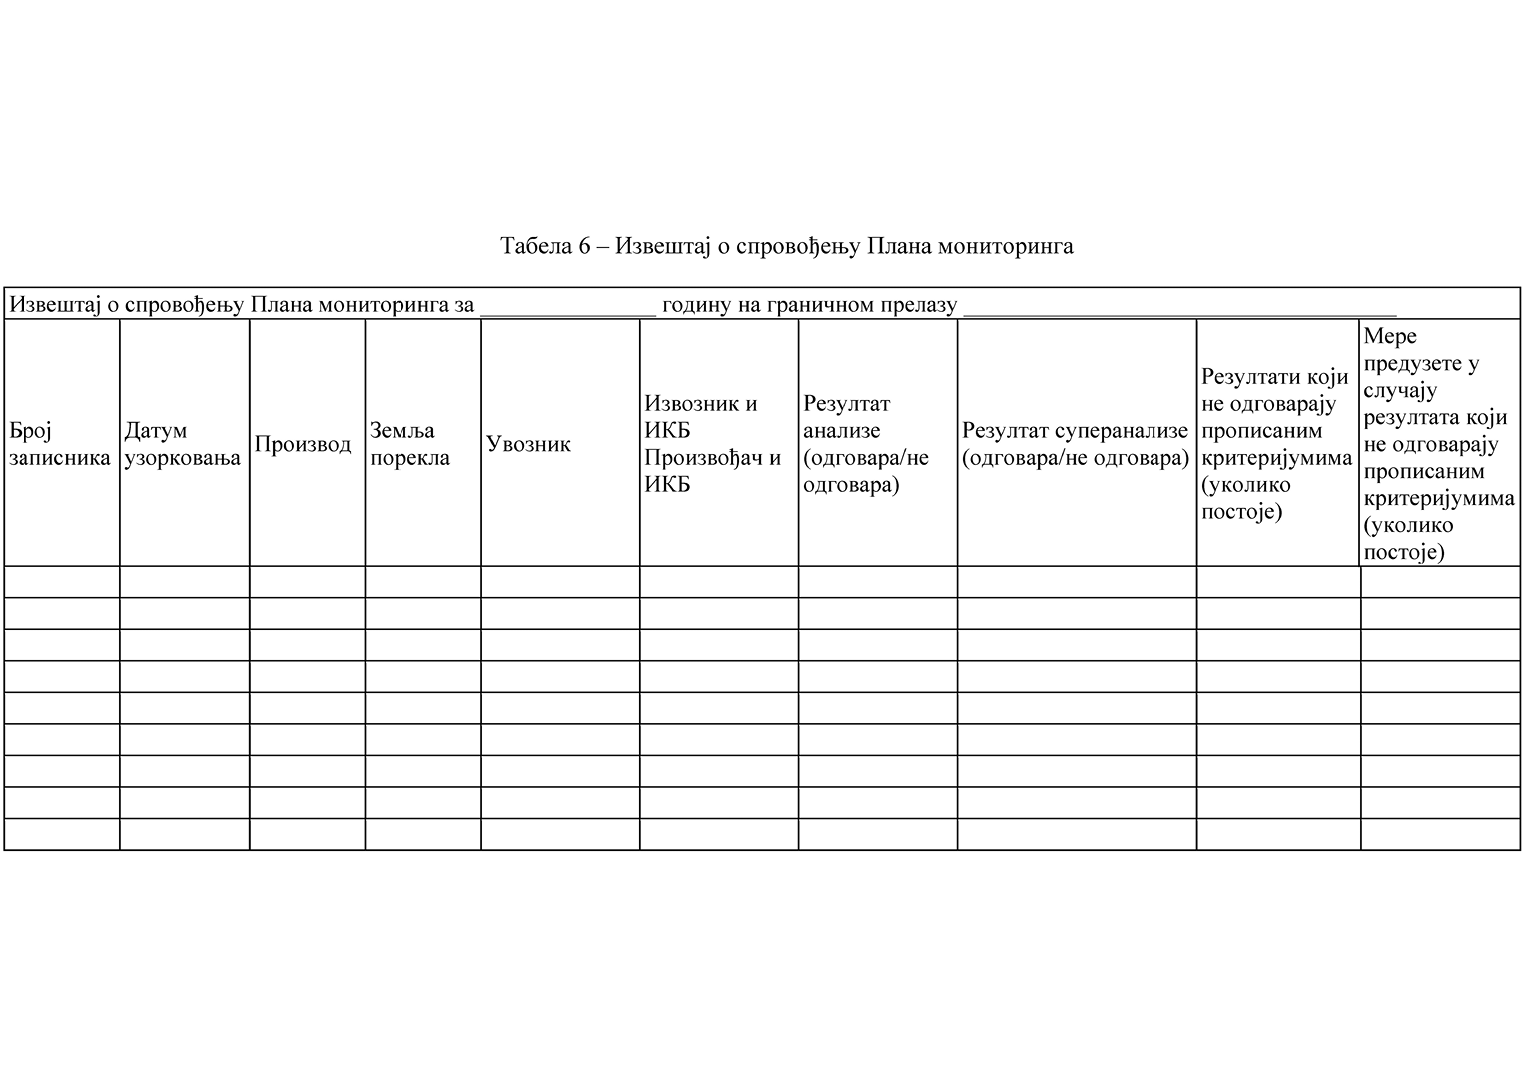 Табела 6 – Извештај о спровођењу Плана мониторинга
Извештај о спровођењу Плана мониторинга за _______________ годину на граничном прелазу _____________________________________
Број
записника
Датум
узорковања
Производ
Земља
порекла
Увозник
Извозник и
ИКБ
Произвођач и
ИКБ
Резултат
анализе
(одговара/не
одговара)
Резултат суперанализе
(одговара/не одговара)
Резултати који
не одговарају
прописаним
критеријумима
(уколико
постоје)
Мере
предузете у
случају
резултата који
не одговарају
прописаним
критеријумима
(уколико
постоје)